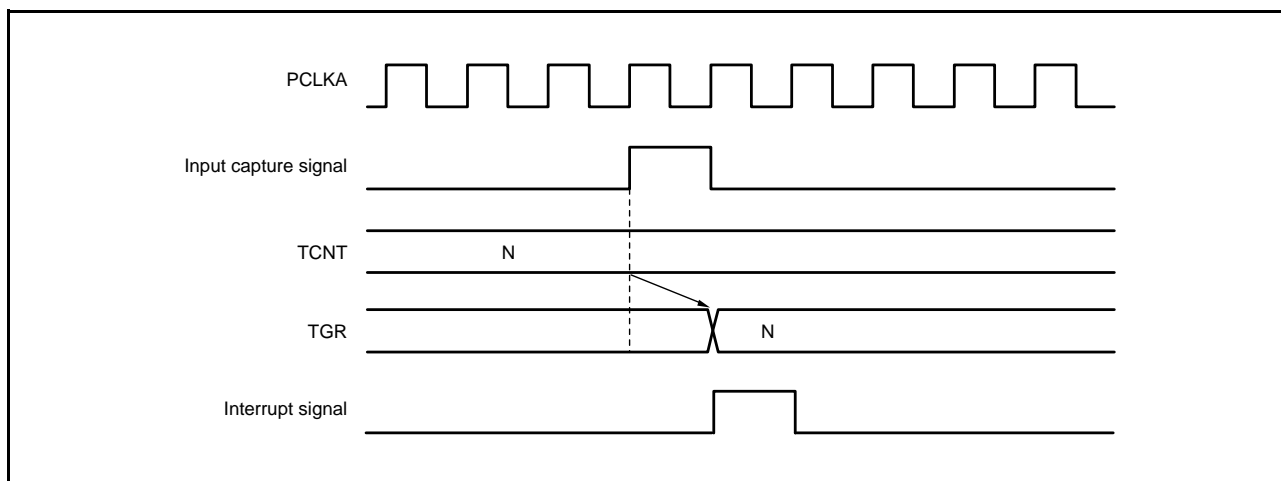 PCLKA
Input capture signal
TCNT
N
TGR
N
Interrupt signal